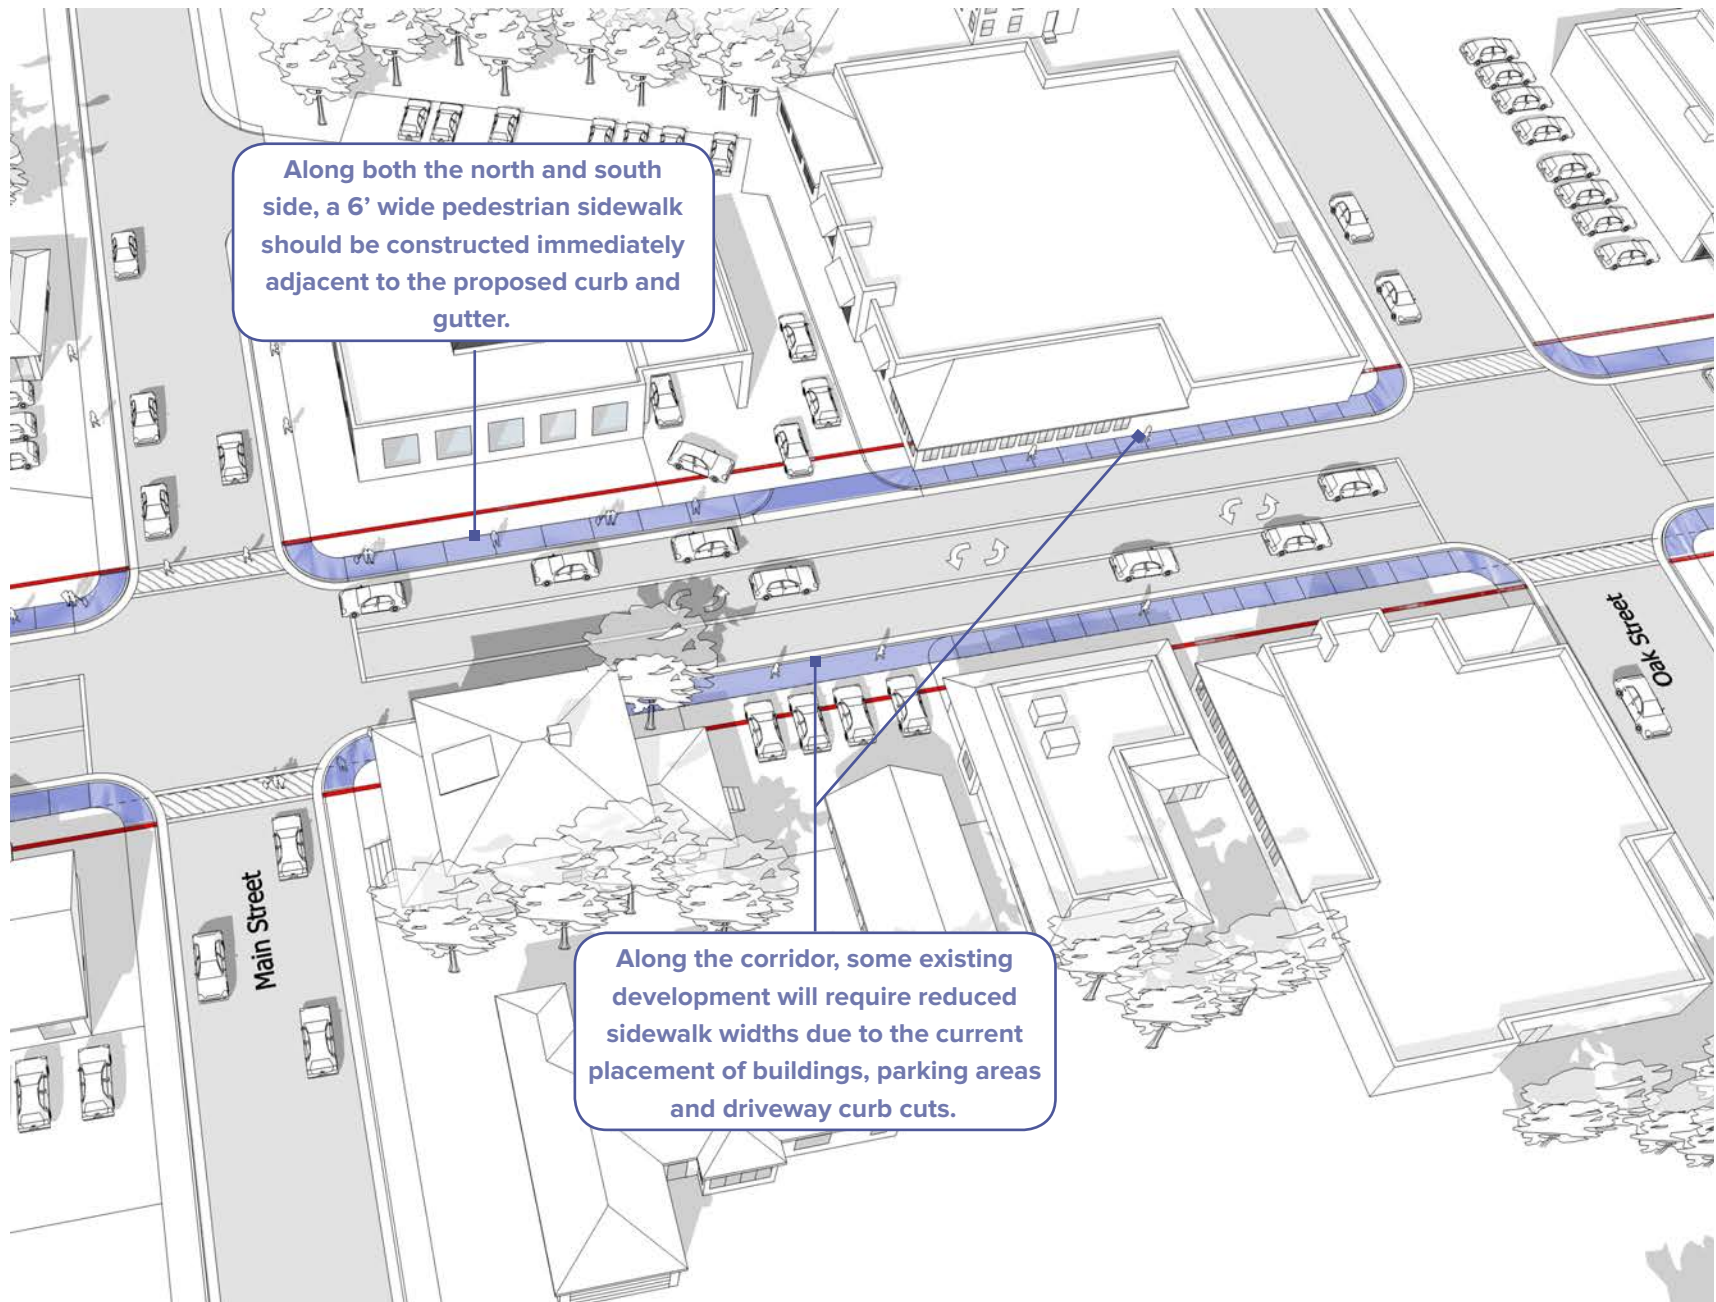 Along both the north and south
side, a 6’ wide pedestrian sidewalk
should be constructed immediately
adjacent to the proposed curb and
gutter.
Oak Street
Main Street
Along the corridor, some existing
development will require reduced
sidewalk widths due to the current
placement of buildings, parking areas
and driveway curb cuts.